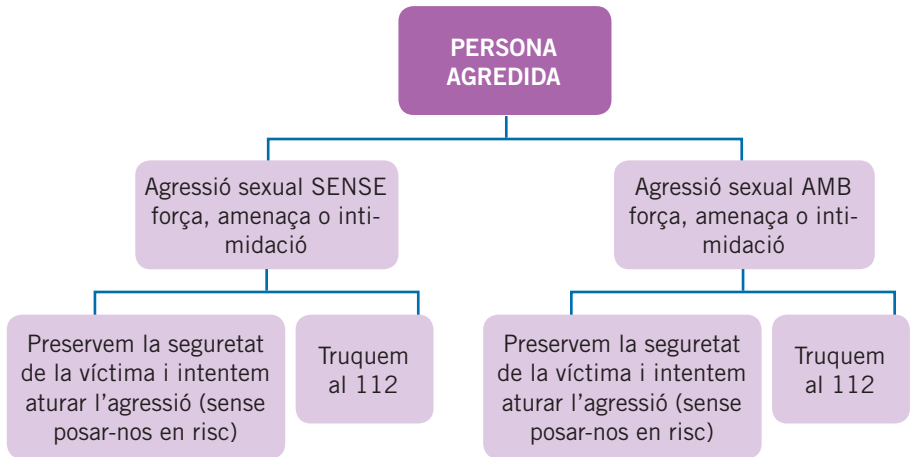 PERSONA
AGREDIDA
Agressió sexual SENSE
força, amenaça o inti-
midació
Agressió sexual AMB
força, amenaça o inti-
midació
Preservem la seguretat
de la víctima i intentem
aturar l’agressió (sense
posar-nos en risc)
Truquem
al 112
Preservem la seguretat
de la víctima i intentem
aturar l’agressió (sense
posar-nos en risc)
Truquem
al 112